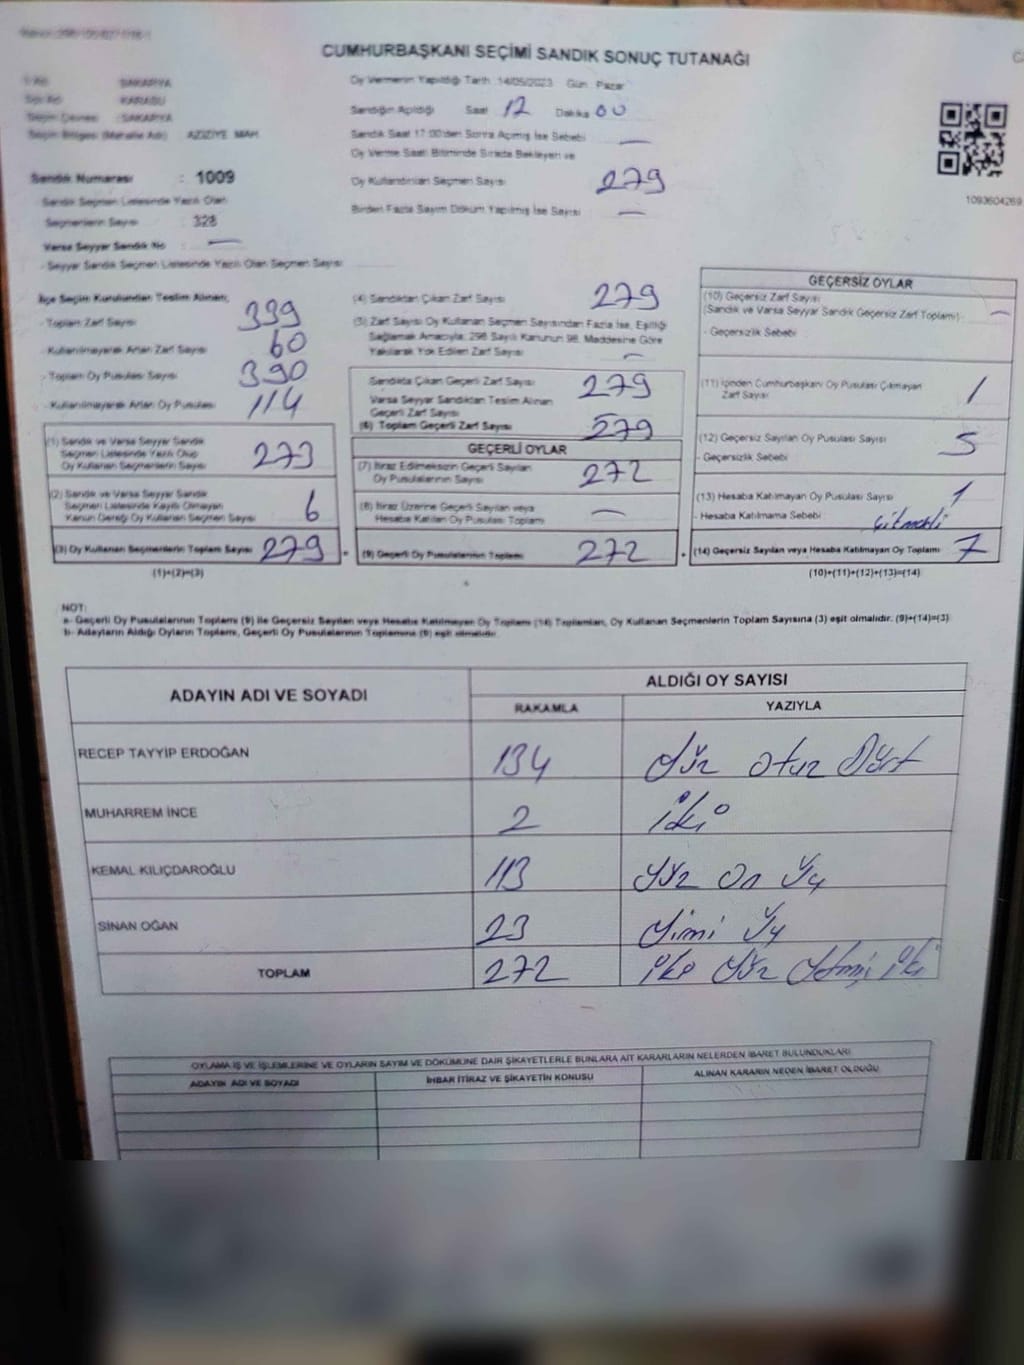 CUMHURBAŞKANI SEÇİMİ SANDIK SONUÇ TUTANAĞI
İl Adı : SAKARYA
İlçe Adı : KARASU
Seçim Çevresi : SAKARYA
Seçim Bölgesi (Mahalle Adı) : AZİZİYE MAH.
Sandık Numarası : 1009
Sandık Seçmen Listesinde Yazılı Olan
Seçmenlerin Sayısı : 328
Varsa Seyyar Sandık No : —
- Seyyar Sandık Seçmen Listesinde Yazılı Olan Seçmen Sayısı
Oy Vermenin Yapıldığı Tarih :14/05/2023 Gün : Pazar
Sandığın Açıldığı Saat 17 Dakika 00
Sandık Saat 17:00'den Sonra Açılmış İse Sebebi —
Oy Verme Saati Bitiminde Sırada Bekleyen ve
Oy Kullandırılan Seçmen Sayısı 279
Birden Fazla Sayım Döküm Yapılmış İse Sayısı —
1093604269
İlçe Seçim Kurulundan Teslim Alınan;
- Toplam Zarf Sayısı 339
- Kullanılmayarak Artan Zarf Sayısı 60
- Toplam Oy Pusulası Sayısı 390
- Kullanılmayarak Artan Oy Pusulası 114
(1) Sandık ve Varsa Seyyar Sandık
Seçmen Listesinde Yazılı Olup
Oy Kullanan Seçmenlerin Sayısı 273
(2) Sandık ve Varsa Seyyar Sandık
Seçmen Listesinde Kayıtlı Olmayan
Kanun Gereği Oy Kullanan Seçmen Sayısı 6
(3) Oy Kullanan Seçmenlerin Toplam Sayısı 279
(1)+(2)=(3)
(4) Sandıktan Çıkan Zarf Sayısı 279
(5) Zarf Sayısı Oy Kullanan Seçmen Sayısından Fazla İse, Eşitliği
Sağlamak Amacıyla; 298 Sayılı Kanunun 98. Maddesine Göre
Yakılarak Yok Edilen Zarf Sayısı —
Sandıkta Çıkan Geçerli Zarf Sayısı 279
Varsa Seyyar Sandıktan Teslim Alınan
Geçerli Zarf Sayısı
(6) Toplam Geçerli Zarf Sayısı 279
GEÇERLİ OYLAR
(7) İtiraz Edilmeksizin Geçerli Sayılan
Oy Pusulalarının Sayısı 272
(8) İtiraz Üzerine Geçerli Sayılan veya
Hesaba Katılan Oy Pusulası Toplamı —
(9) Geçerli Oy Pusulalarının Toplamı 272
GEÇERSİZ OYLAR
(10) Geçersiz Zarf Sayısı
(Sandık ve Varsa Seyyar Sandık Geçersiz Zarf Toplamı) —
- Geçersizlik Sebebi
(11) İçinden Cumhurbaşkanı Oy Pusulası Çıkmayan
Zarf Sayısı 1
(12) Geçersiz Sayılan Oy Pusulası Sayısı 5
- Geçersizlik Sebebi
(13) Hesaba Katılmayan Oy Pusulası Sayısı 1
- Hesaba Katılmama Sebebi
(14) Geçersiz Sayılan veya Hesaba Katılmayan Oy Toplamı 7
(10)+(11)+(12)+(13)=(14)
NOT:
a- Geçerli Oy Pusulalarının Toplamı (9) ile Geçersiz Sayılan veya Hesaba Katılmayan Oy Toplamı (14) Toplamları, Oy Kullanan Seçmenlerin Toplam Sayısına (3) eşit olmalıdır. (9)+(14)=(3)
b- Adayların Aldığı Oyların Toplamı, Geçerli Oy Pusulalarının Toplamına (9) eşit olmalıdır.
ADAYIN ADI VE SOYADI ALDIĞI OY SAYISI
RAKAMLA YAZIYLA
RECEP TAYYİP ERDOĞAN 134 Yüz otuz Dört
MUHARREM İNCE 2 iki
KEMAL KILIÇDAROĞLU 113 Yüz On Üç
SİNAN OĞAN 23 Yirmi Üç
TOPLAM 272 iki Yüz Yetmiş iki
OYLAMA İŞ VE İŞLEMLERİNE VE OYLARIN SAYIM VE DÖKÜMÜNE DAİR ŞİKAYETLERLE BUNLARA AİT KARARLARIN NELERDEN İBARET BULUNDUKLARI
ADAYIN ADI VE SOYADI İHBAR İTİRAZ VE ŞİKAYETİN KONUSU ALINAN KARARIN NEDEN İBARET OLDUĞU